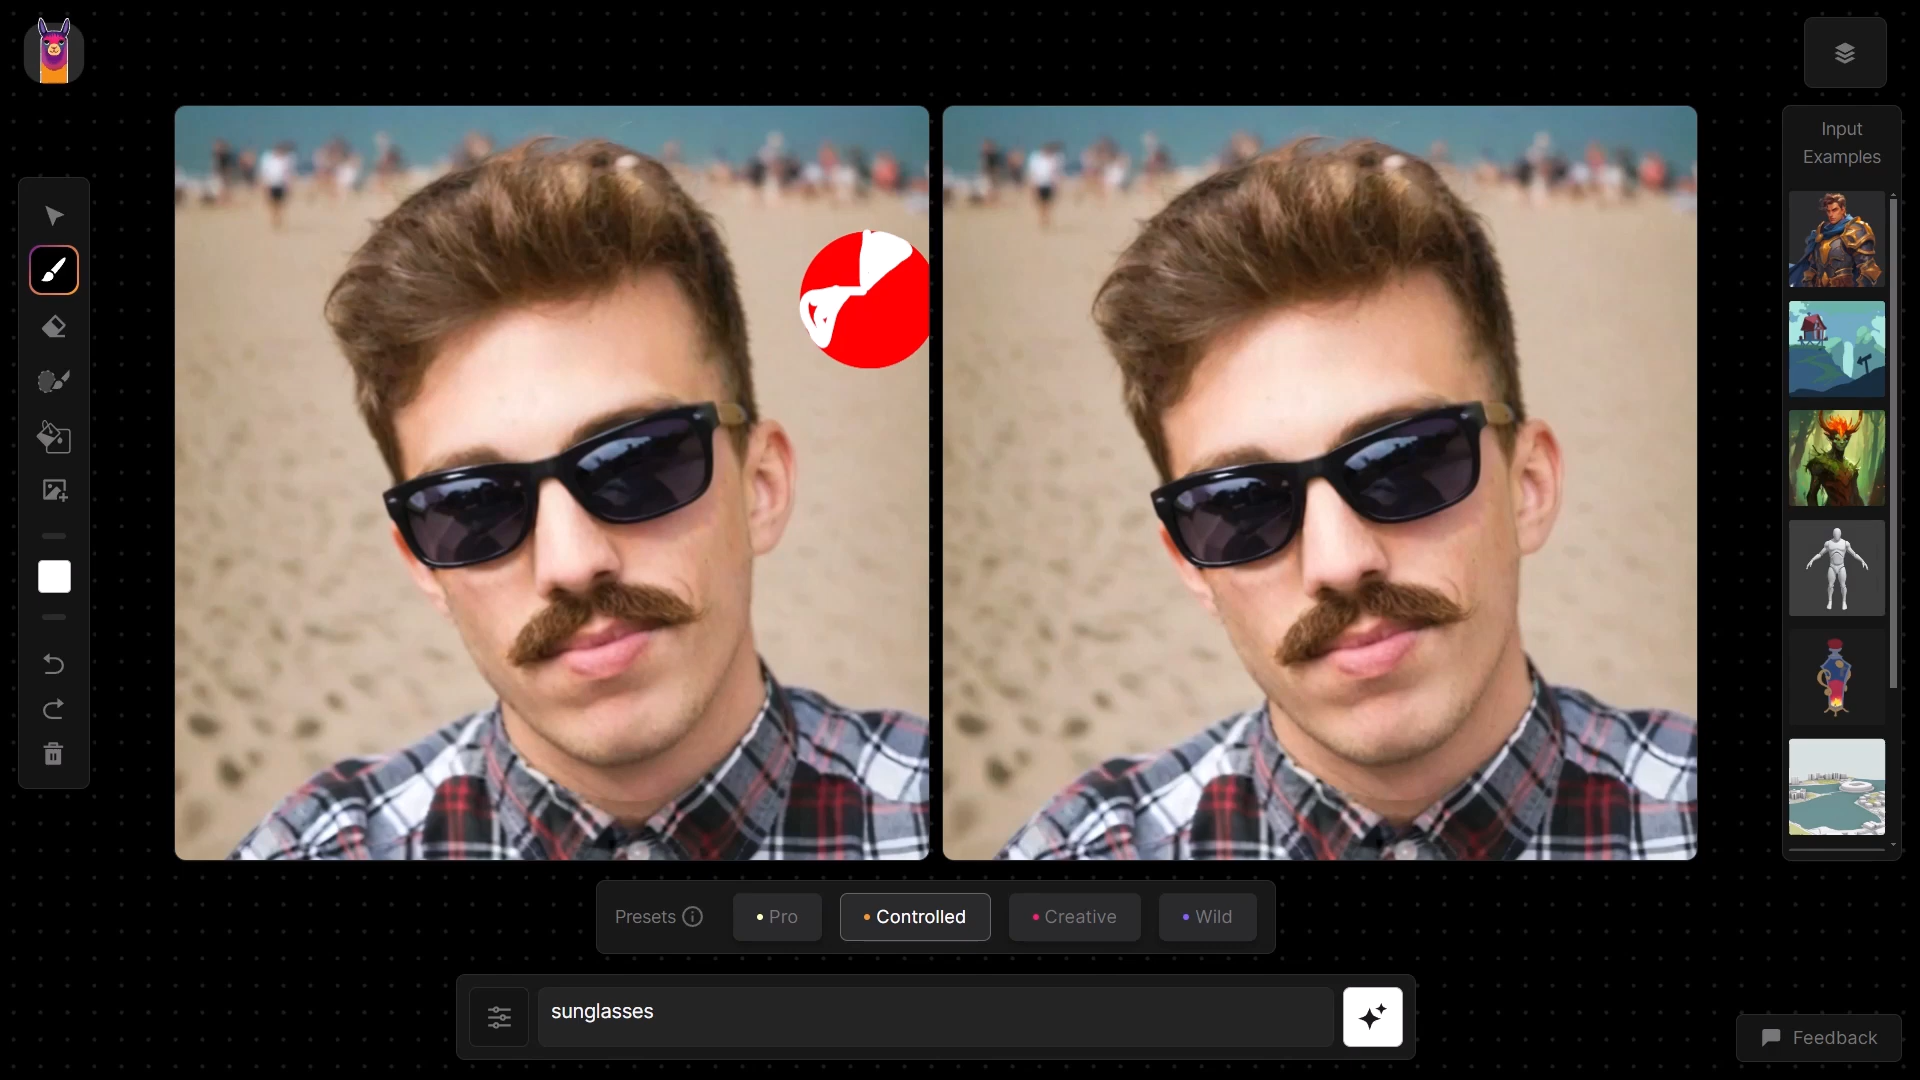 Input
Examples
Presets
Pro
Controlled
Creative
Wild
sunglasses
Feedback